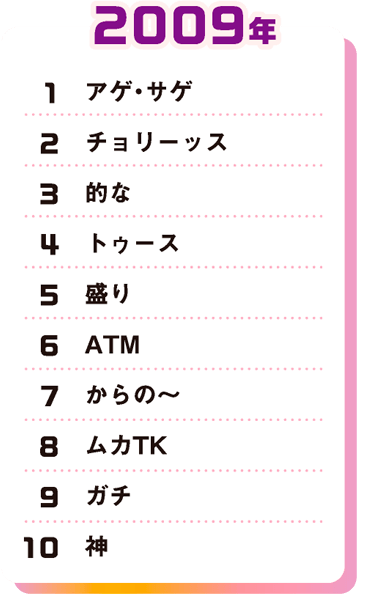 2009年
1 アゲ・サゲ
2 チョリーッス
3 的な
4 トゥース
5 盛り
6 ATM
7 からの～
8 ムカTK
9 ガチ
10 神